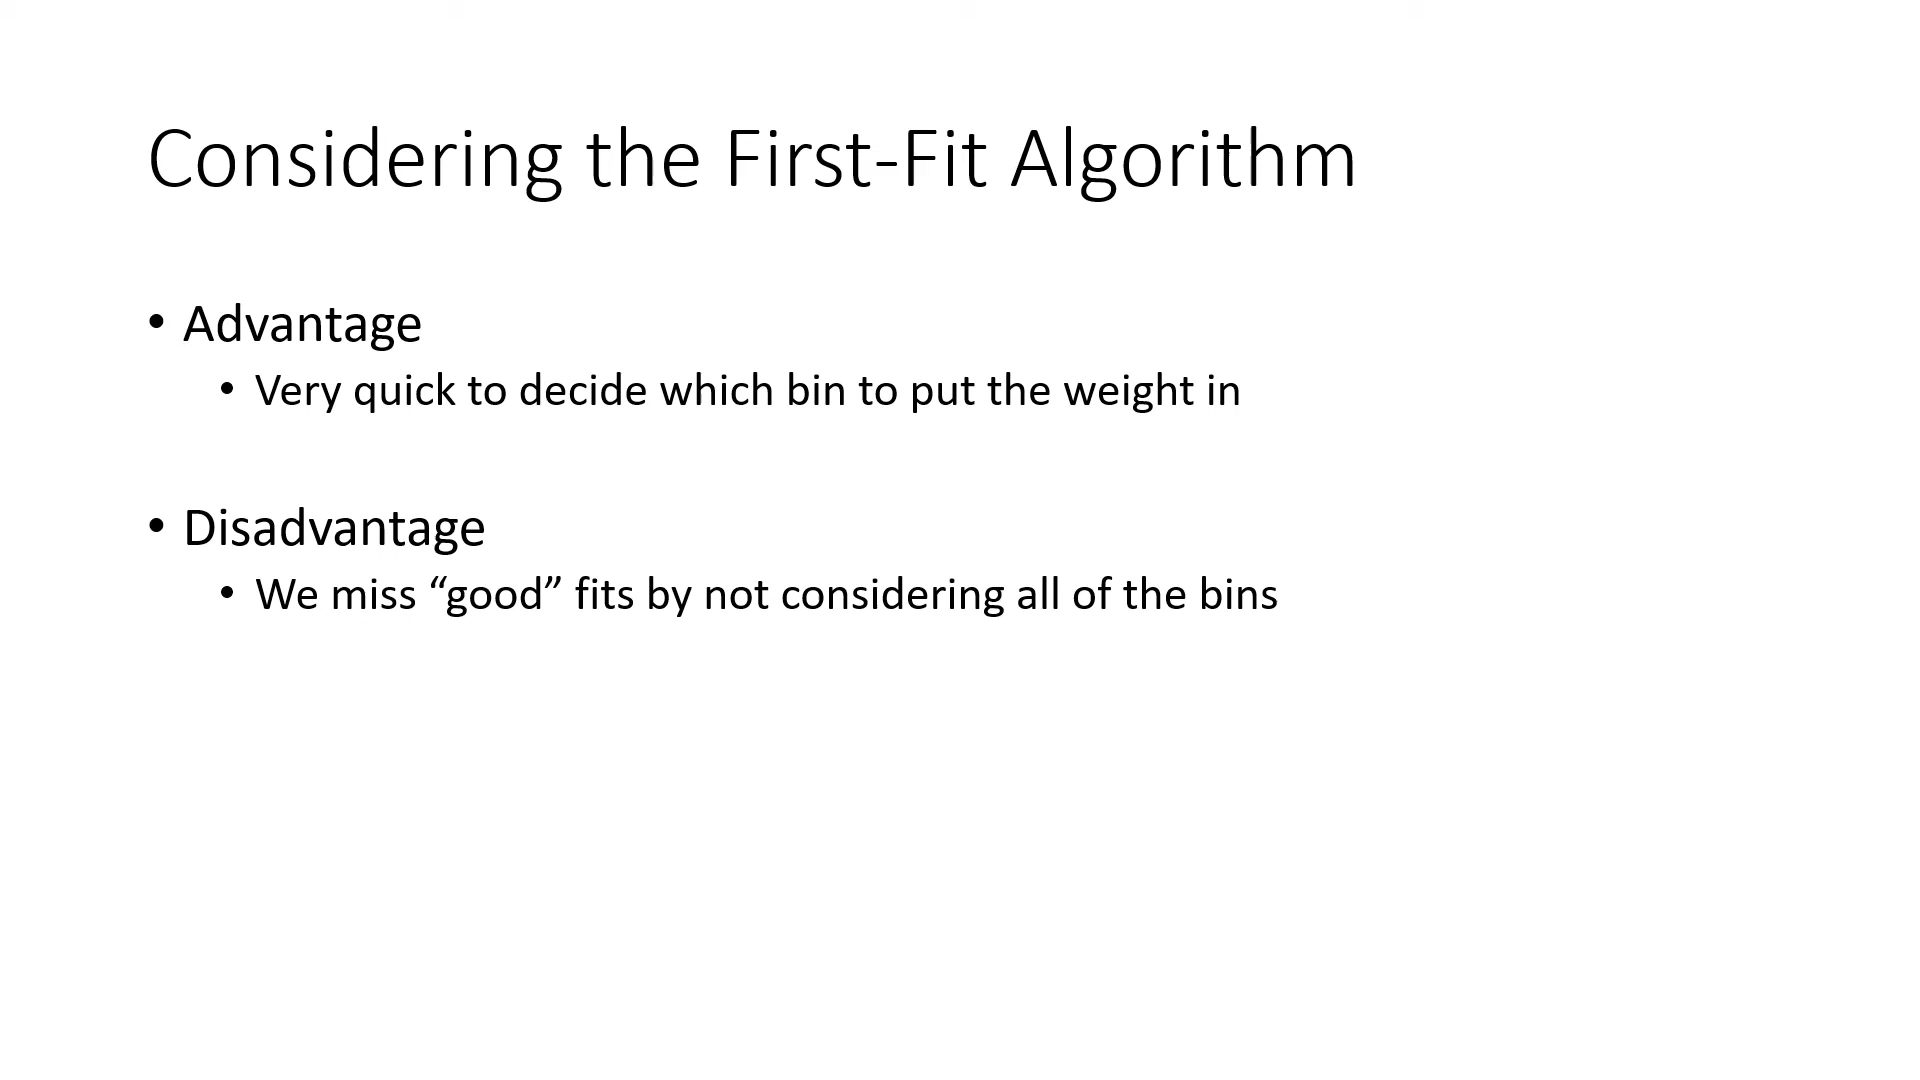 Considering the First-Fit Algorithm
• Advantage
• Very quick to decide which bin to put the weight in
• Disadvantage
• We miss “good” fits by not considering all of the bins